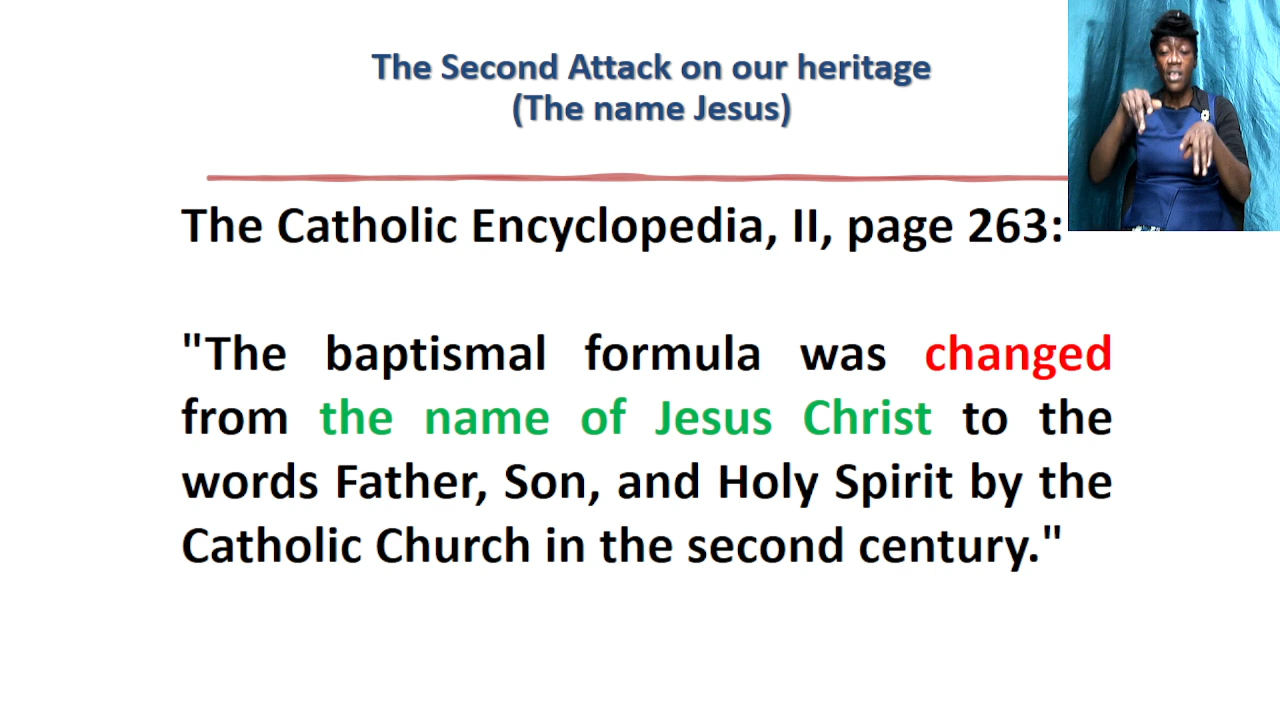 The Second Attack on our heritage
(The name Jesus)
The Catholic Encyclopedia, II, page 263:
"The baptismal formula was changed
from the name of Jesus Christ to the
words Father, Son, and Holy Spirit by the
Catholic Church in the second century."